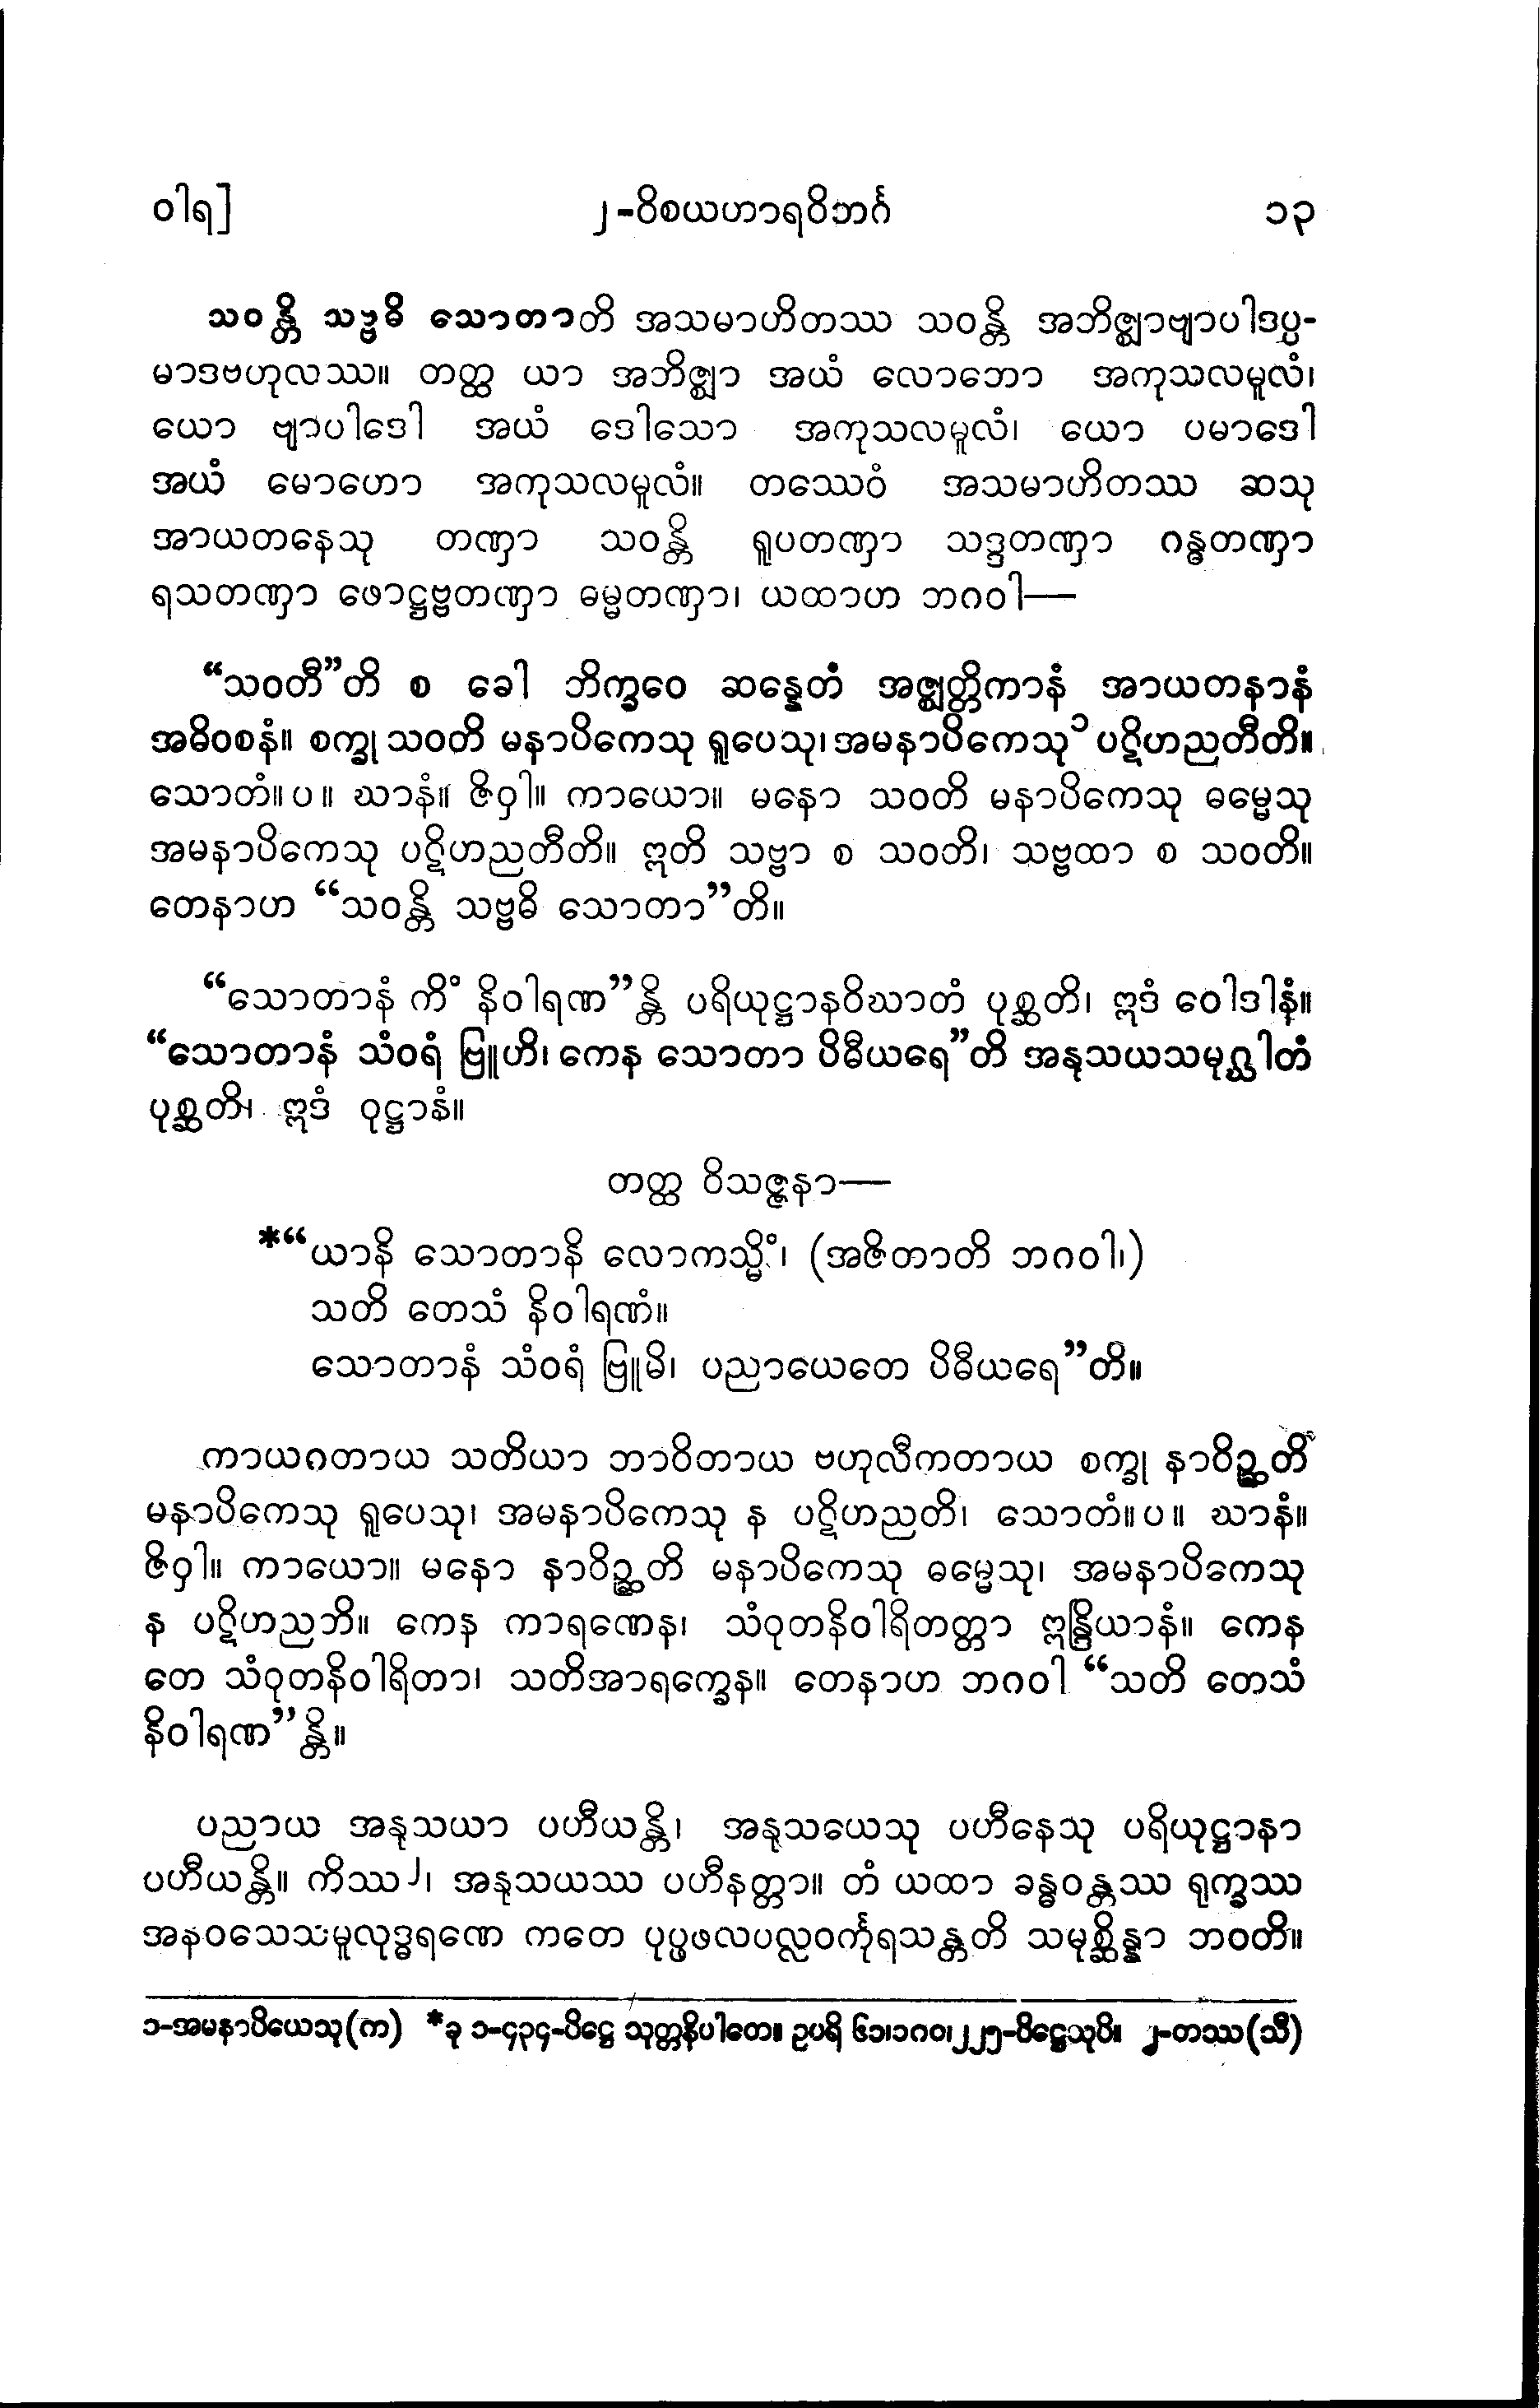 ဝါရ]
၂-ဝိစယဟာရဝိဘင်္ဂ
၁၃
သဝန္တိ သဗ္ဗဓိ သောတာတိ အသမာဟိတဿ သဝန္တိ အဘိဇ္ဈာဗျာပါဒပ္ပ-
မာဒဗဟုလဿ။ တတ္ထ ယာ အဘိဇ္ဈာ အယံ လောဘော အကုသလမူလံ၊
ယော ဗျာပါဒေါ အယံ ဒေါသော အကုသလမူလံ၊ ယော ပမာဒေါ
အယံ မောဟော အကုသလမူလံ။ တဿေဝံ အသမာဟိတဿ ဆသု
အာယတနေသု တဏှာ သဝန္တိ ရူပတဏှာ သဒ္ဒတဏှာ ဂန္ဓတဏှာ
ရသတဏှာ ဖောဋ္ဌဗ္ဗတဏှာ ဓမ္မတဏှာ၊ ယထာဟ ဘဂဝါ—
“သဝတီ”တိ စ ခေါ ဘိက္ခဝေ ဆန္နေတံ အဇ္ဈတ္တိကာနံ အာယတနာနံ
အဓိဝစနံ။ စက္ခု သဝတိ မနာပိကေသု ရူပေသု၊ အမနာပိကေသု၁ ပဋိဟညတီတိ။
သောတံ။ပ။ ဃာနံ။ ဇိဝှါ။ ကာယော။ မနော သဝတိ မနာပိကေသု ဓမ္မေသု
အမနာပိကေသု ပဋိဟညတီတိ။ ဣတိ သဗ္ဗာ စ သဝတိ၊ သဗ္ဗထာ စ သဝတိ။
တေနာဟ “သဝန္တိ သဗ္ဗဓိ သောတာ”တိ။
“သောတာနံ ကိံ နိဝါရဏ”န္တိ ပရိယုဋ္ဌာနဝိဃာတံ ပုစ္ဆတိ၊ ဣဒံ ဝေါဒါနံ။
“သောတာနံ သံဝရံ ဗြူဟိ၊ ကေန သောတာ ပိဓီယရေ”တိ အနုသယသမုဂ္ဃါတံ
ပုစ္ဆတိ၊ ဣဒံ ဝုဋ္ဌာနံ။
တတ္ထ ဝိသဇ္ဇနာ—
*“ယာနိ သောတာနိ လောကသ္မိံ၊ (အဇိတာတိ ဘဂဝါ၊)
သတိ တေသံ နိဝါရဏံ။
သောတာနံ သံဝရံ ဗြူမိ၊ ပညာယေတေ ပိဓီယရေ”တိ။
ကာယဂတာယ သတိယာ ဘာဝိတာယ ဗဟုလီကတာယ စက္ခု နာဝိဉ္ဆတိ
မနာပိကေသု ရူပေသု၊ အမနာပိကေသု န ပဋိဟညတိ၊ သောတံ။ပ။ ဃာနံ။
ဇိဝှါ။ ကာယော။ မနော နာဝိဉ္ဆတိ မနာပိကေသု ဓမ္မေသု၊ အမနာပိကေသု
န ပဋိဟညတိ။ ကေန ကာရဏေန၊ သံဝုတနိဝါရိတတ္တာ ဣန္ဒြိယာနံ။ ကေန
တေ သံဝုတနိဝါရိတာ၊ သတိအာရက္ခေန။ တေနာဟ ဘဂဝါ “သတိ တေသံ
နိဝါရဏ”န္တိ။
ပညာယ အနုသယာ ပဟီယန္တိ၊ အနုသယေသု ပဟီနေသု ပရိယုဋ္ဌာနာ
ပဟီယန္တိ။ ကိဿ၂၊ အနုသယဿ ပဟီနတ္တာ။ တံ ယထာ ခန္ဓဝန္တဿ ရုက္ခဿ
အနဝသေသမူလုဒ္ဓရဏေ ကတေ ပုပ္ဖဖလပလ္လဝင်္ကုရသန္တတိ သမုစ္ဆိန္နာ ဘဝတိ။
၁-အမနာပိယေသု(က) *ခု ၁-၄၃၄-ပိဋ္ဌေ သုတ္တနိပါတေ။ ဥပရိ ၆၁၊၁၈၀၊၂၂၅-ပိဋ္ဌေသုပိ။ ၂-တဿ(သီ)